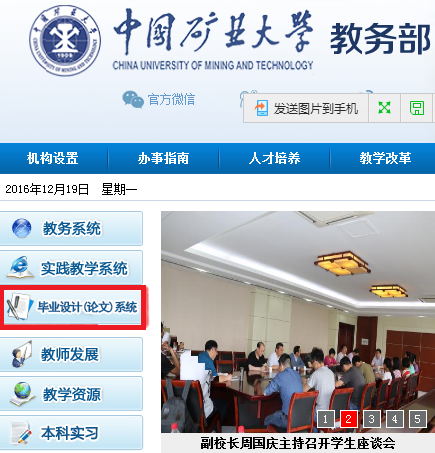 中国矿业大学 教务部
CHINA UNIVERSITY OF MINING AND TECHNOLOGY
1909
官方微信
发送图片到手机
机构设置 办事指南 人才培养 教学改革
2016年12月19日 星期一
教务系统
实践教学系统
毕业设计(论文)系统
教师发展
教学资源
本科实习
1 2 3 4 5
副校长周国庆主持召开学生座谈会